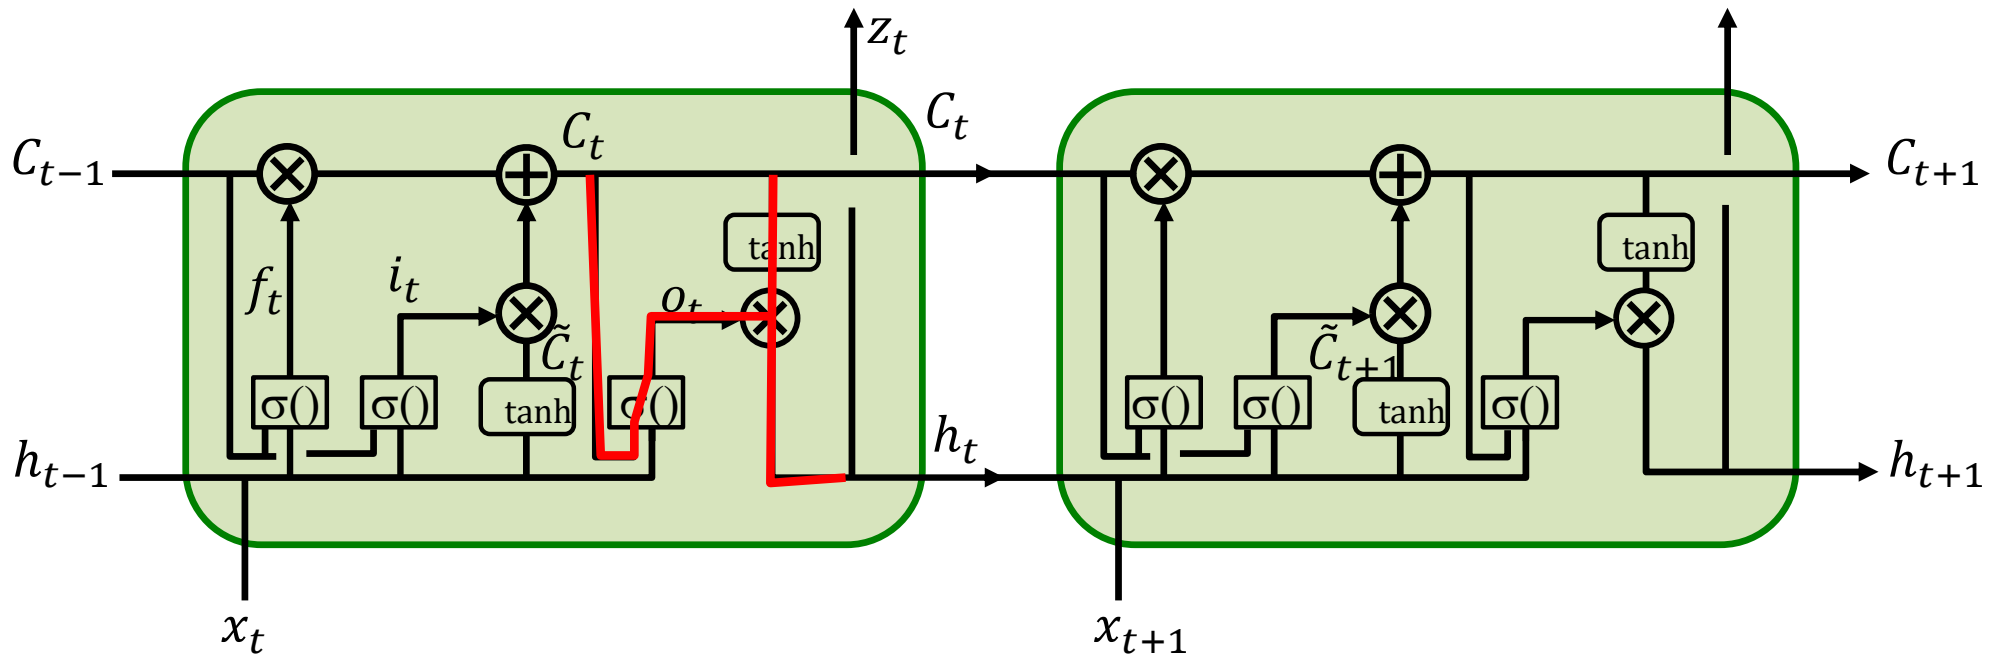 z_t
C_t
C_t
C_{t-1}
C_{t+1}
f_t
i_t
o_t
tanh
tanh
C̃_t
C̃_{t+1}
σ()
σ()
tanh
σ()
σ()
σ()
tanh
σ()
h_{t-1}
h_t
h_{t+1}
x_t
x_{t+1}